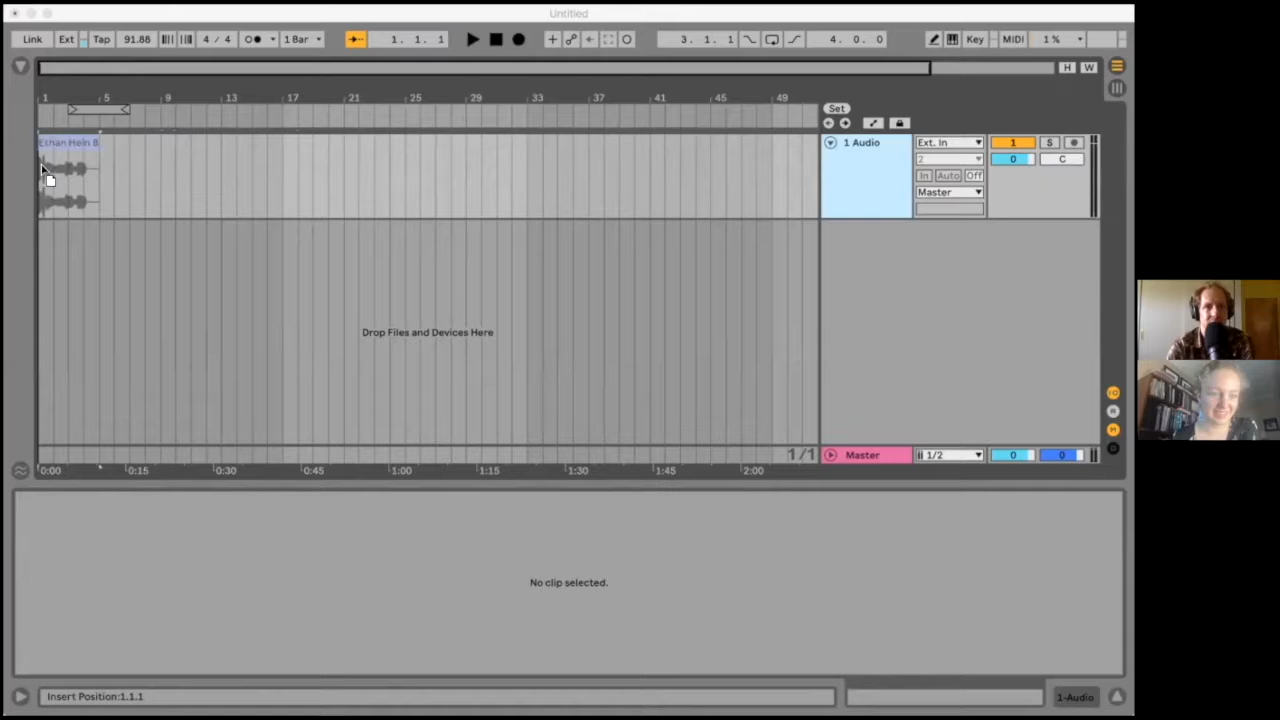 Untitled
Link Ext Tap 91.88 4 / 4 1 Bar 1. 1. 1 3. 1. 1 4. 0. 0 Key MIDI 1 %
H W
1 5 9 13 17 21 25 29 33 37 41 45 49
Set
Ethan Hein 8
1 Audio Ext. In 1 S
2 0 C
In Auto Off
Master
Drop Files and Devices Here
1/1
Master 1/2 0 0
0:00 0:15 0:30 0:45 1:00 1:15 1:30 1:45 2:00
No clip selected.
Insert Position:1.1.1
1-Audio